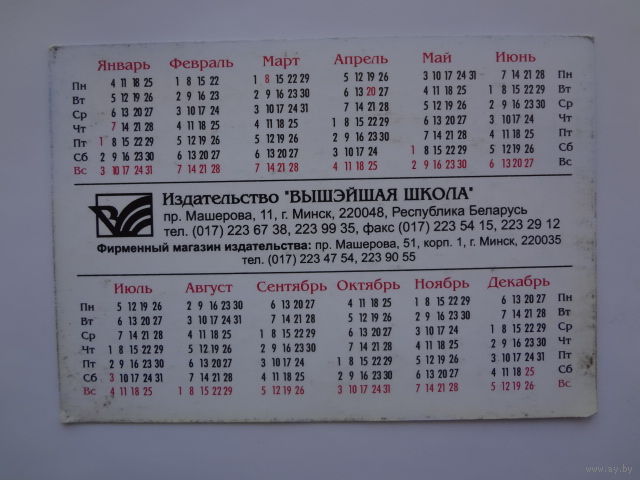 Январь Февраль Март Апрель Май Июнь
Пн 4 11 18 25 1 8 15 22 1 8 15 22 29 5 12 19 26 3 10 17 24 31 7 14 21 28 Пн
Вт 5 12 19 26 2 9 16 23 2 9 16 23 30 6 13 20 27 4 11 18 25 1 8 15 22 29 Вт
Ср 6 13 20 27 3 10 17 24 3 10 17 24 31 7 14 21 28 5 12 19 26 2 9 16 23 30 Ср
Чт 7 14 21 28 4 11 18 25 4 11 18 25 1 8 15 22 29 6 13 20 27 3 10 17 24 Чт
Пт 1 8 15 22 29 5 12 19 26 5 12 19 26 2 9 16 23 30 7 14 21 28 4 11 18 25 Пт
Сб 2 9 16 23 30 6 13 20 27 6 13 20 27 3 10 17 24 1 8 15 22 29 5 12 19 26 Сб
Вс 3 10 17 24 31 7 14 21 28 7 14 21 28 4 11 18 25 2 9 16 23 30 6 13 20 27 Вс
Издательство "ВЫШЭЙШАЯ ШКОЛА"
пр. Машерова, 11, г. Минск, 220048, Республика Беларусь
тел. (017) 223 67 38, 223 99 35, факс (017) 223 54 15, 223 29 12
Фирменный магазин издательства: пр. Машерова, 51, корп. 1, г. Минск, 220035
тел. (017) 223 47 54, 223 90 55
Июль Август Сентябрь Октябрь Ноябрь Декабрь
Пн 5 12 19 26 2 9 16 23 30 6 13 20 27 4 11 18 25 1 8 15 22 29 6 13 20 27 Пн
Вт 6 13 20 27 3 10 17 24 31 7 14 21 28 5 12 19 26 2 9 16 23 30 7 14 21 28 Вт
Ср 7 14 21 28 4 11 18 25 1 8 15 22 29 6 13 20 27 3 10 17 24 1 8 15 22 29 Ср
Чт 1 8 15 22 29 5 12 19 26 2 9 16 23 30 7 14 21 28 4 11 18 25 2 9 16 23 30 Чт
Пт 2 9 16 23 30 6 13 20 27 3 10 17 24 1 8 15 22 29 5 12 19 26 3 10 17 24 31 Пт
Сб 3 10 17 24 31 7 14 21 28 4 11 18 25 2 9 16 23 30 6 13 20 27 4 11 18 25 Сб
Вс 4 11 18 25 1 8 15 22 29 5 12 19 26 3 10 17 24 31 7 14 21 28 5 12 19 26 Вс
www.ay.by